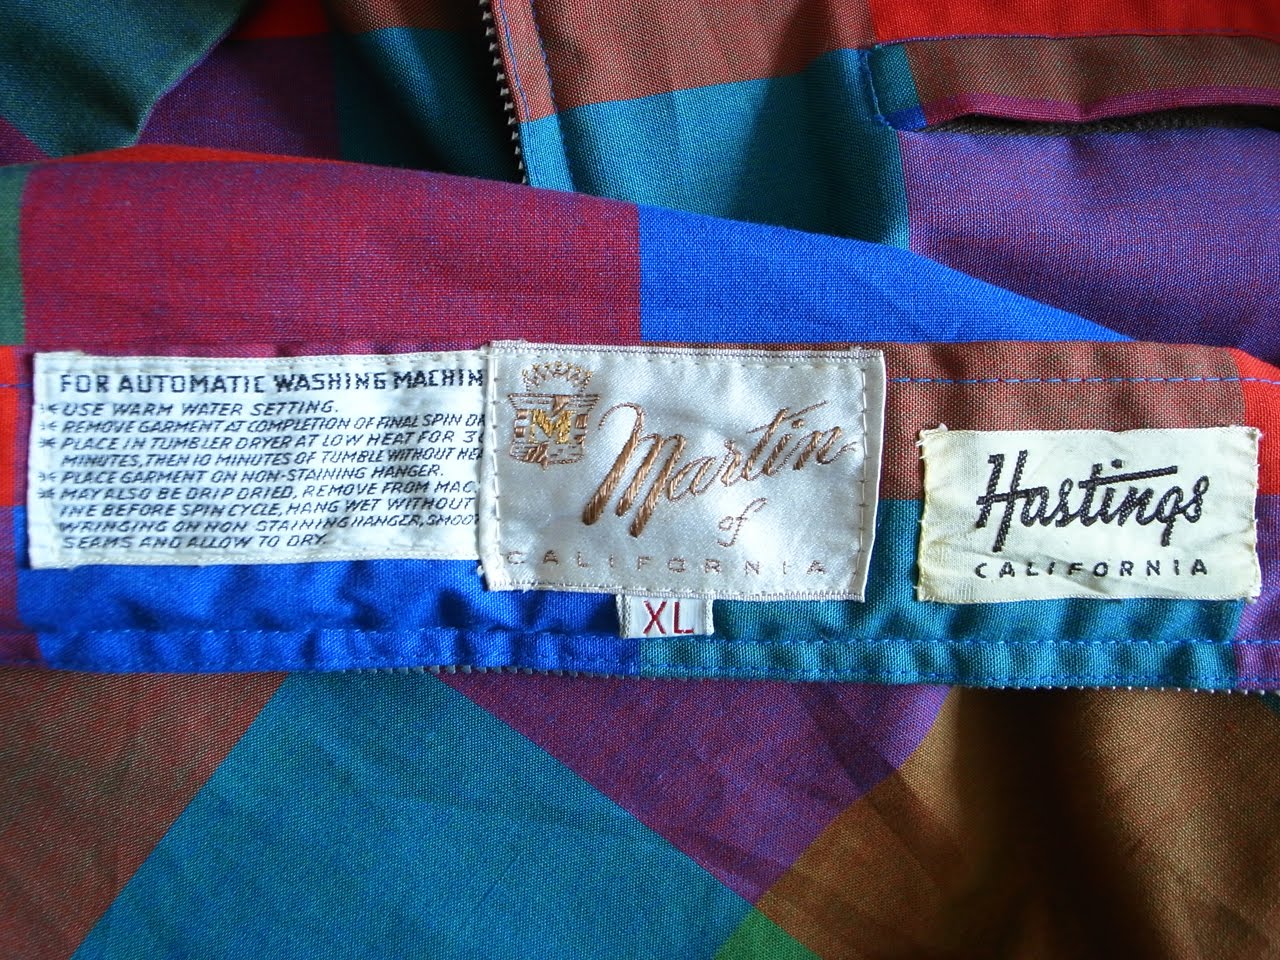 FOR AUTOMATIC WASHING MACHIN
* USE WARM WATER SETTING.
* REMOVE GARMENT AT COMPLETION OF FINAL SPIN
* PLACE IN TUMBLER DRYER AT LOW HEAT FOR
MINUTES, THEN 10 MINUTES OF TUMBLE WITHOUT
* PLACE GARMENT ON NON-STAINING HANGER.
* MAY ALSO BE DRIP DRIED, REMOVE FROM MAC
INE BEFORE SPIN CYCLE, HANG WET WITHOUT
WRINGING ON NON STAINING HANGER, SMOOT
SEAMS AND ALLOW TO DRY.
M
Martin
of
CALIFORNIA
XL
Hastings
CALIFORNIA